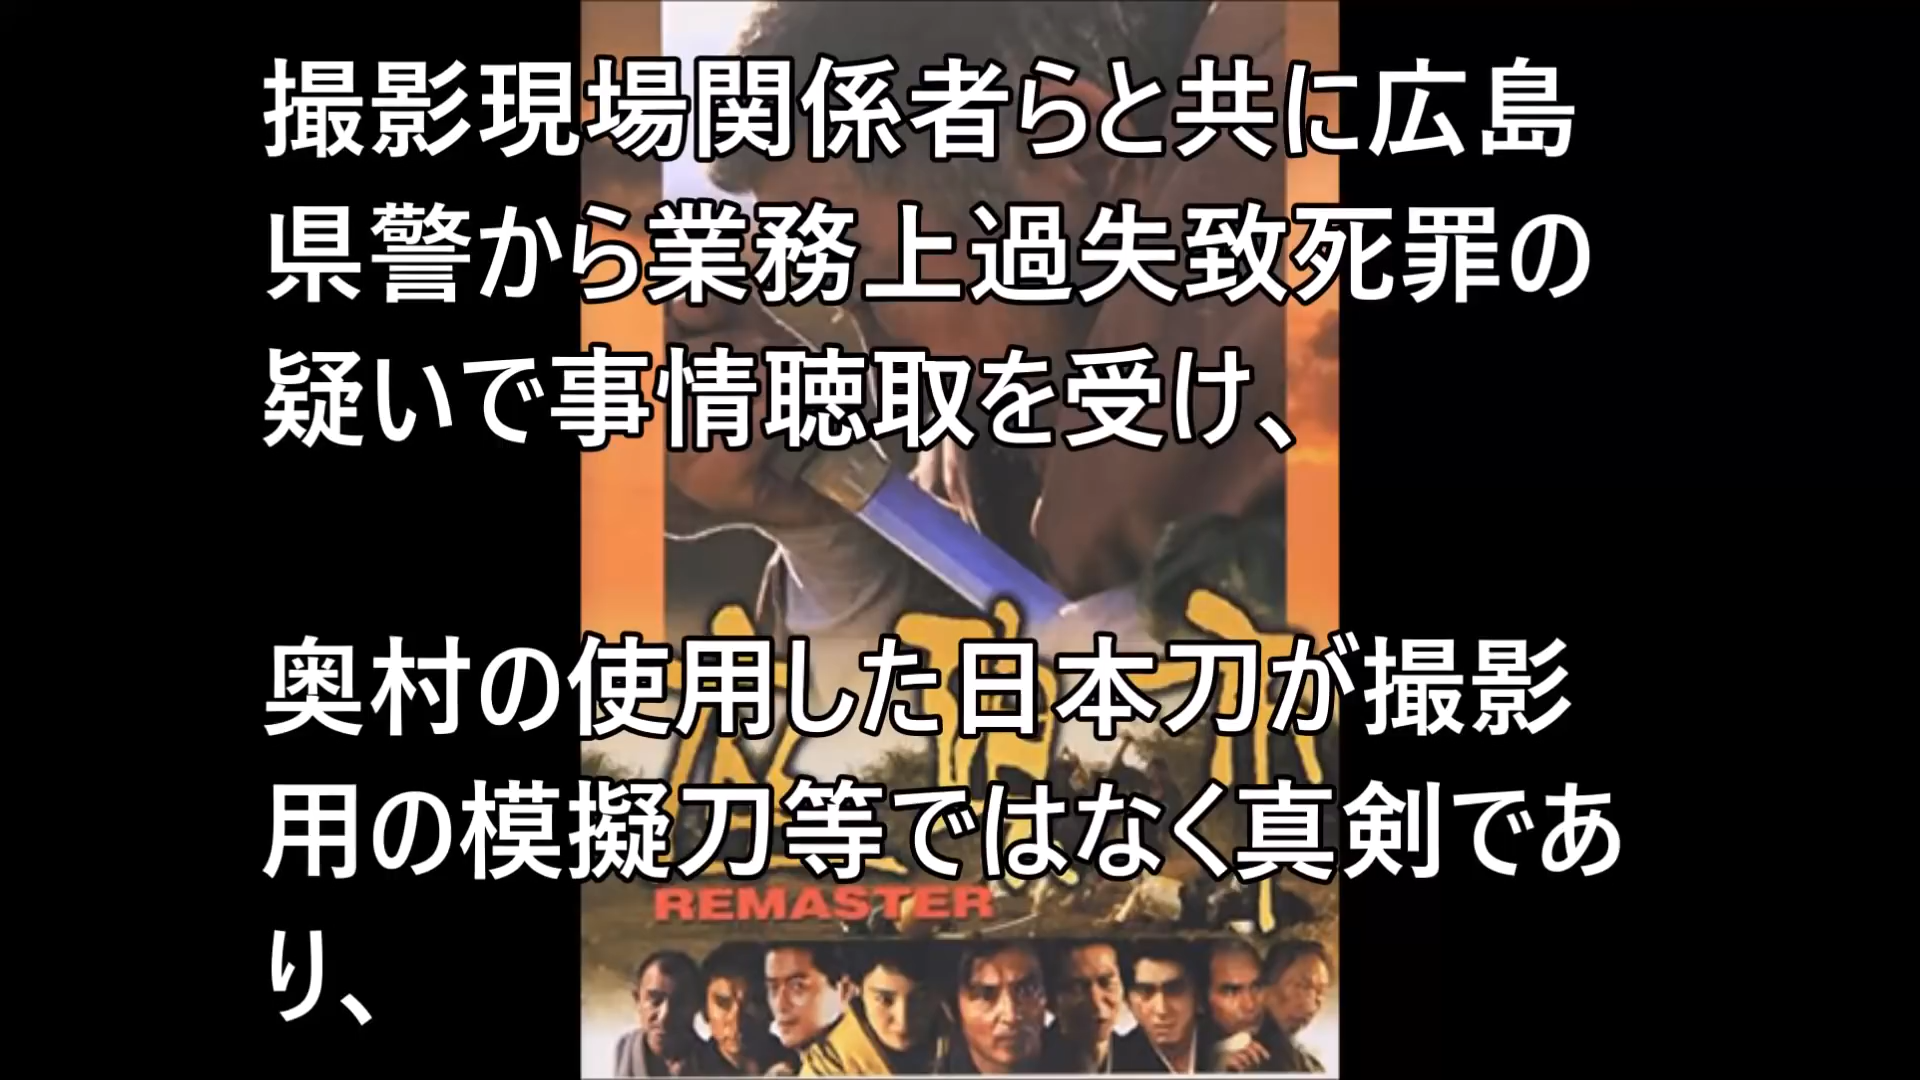 撮影現場関係者らと共に広島
県警から業務上過失致死罪の
疑いで事情聴取を受け、
奥村の使用した日本刀が撮影
用の模擬刀等ではなく真剣であ
り、
座頭市
REMASTER